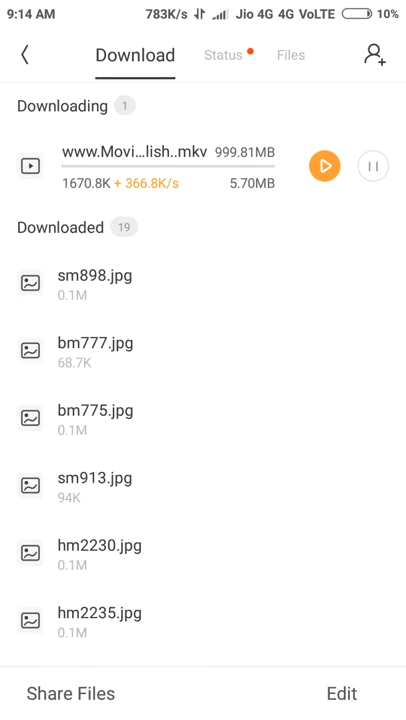 9:14 AM 783K/s Jio 4G 4G VoLTE 10%
Download Status Files
Downloading 1
www.Movi...lish..mkv 999.81MB
1670.8K + 366.8K/s 5.70MB
Downloaded 19
sm898.jpg
0.1M
bm777.jpg
68.7K
bm775.jpg
0.1M
sm913.jpg
94K
hm2230.jpg
0.1M
hm2235.jpg
0.1M
Share Files Edit